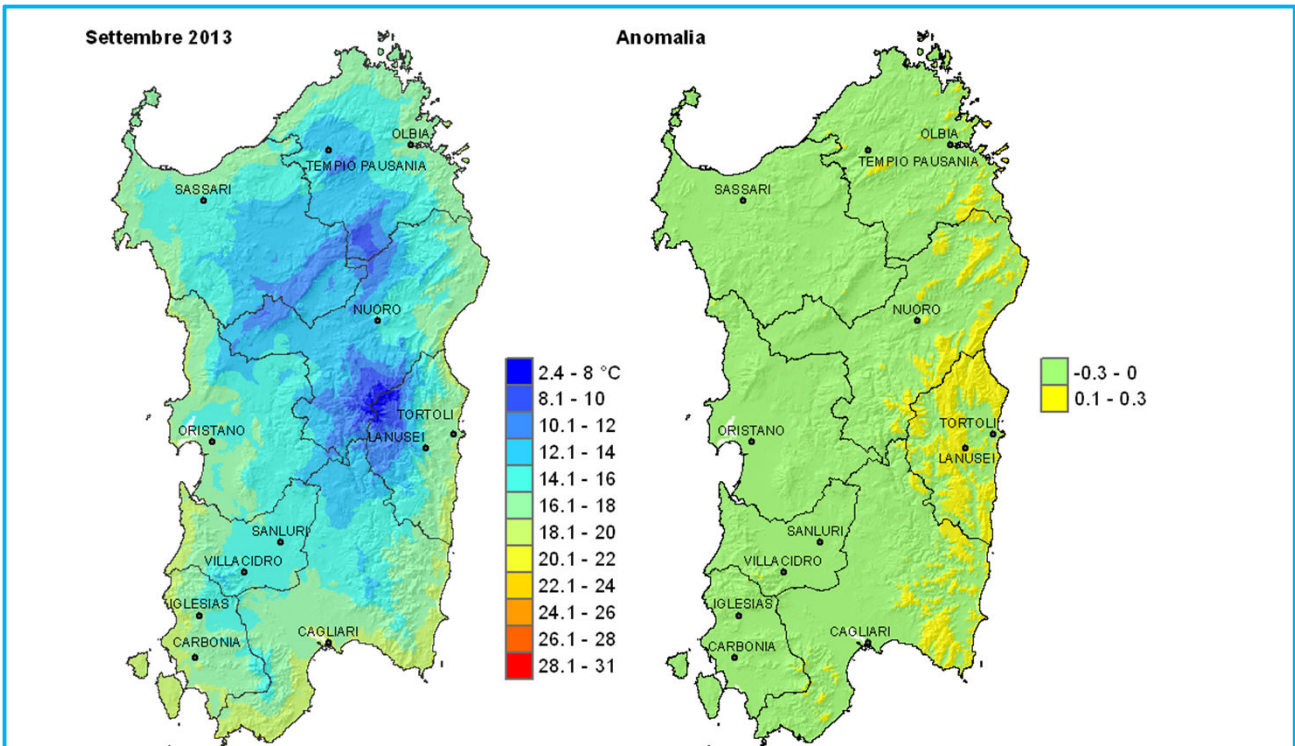 Settembre 2013
OLBIA
TEMPIO PAUSANIA
SASSARI
NUORO
TORTOLI
ORISTANO
LANUSEI
SANLURI
VILLACIDRO
IGLESIAS
CAGLIARI
CARBONIA
2.4 - 8 °C
8.1 - 10
10.1 - 12
12.1 - 14
14.1 - 16
16.1 - 18
18.1 - 20
20.1 - 22
22.1 - 24
24.1 - 26
26.1 - 28
28.1 - 31
Anomalia
OLBIA
TEMPIO PAUSANIA
SASSARI
NUORO
TORTOLI
ORISTANO
LANUSEI
SANLURI
VILLACIDRO
IGLESIAS
CAGLIARI
CARBONIA
-0.3 - 0
0.1 - 0.3